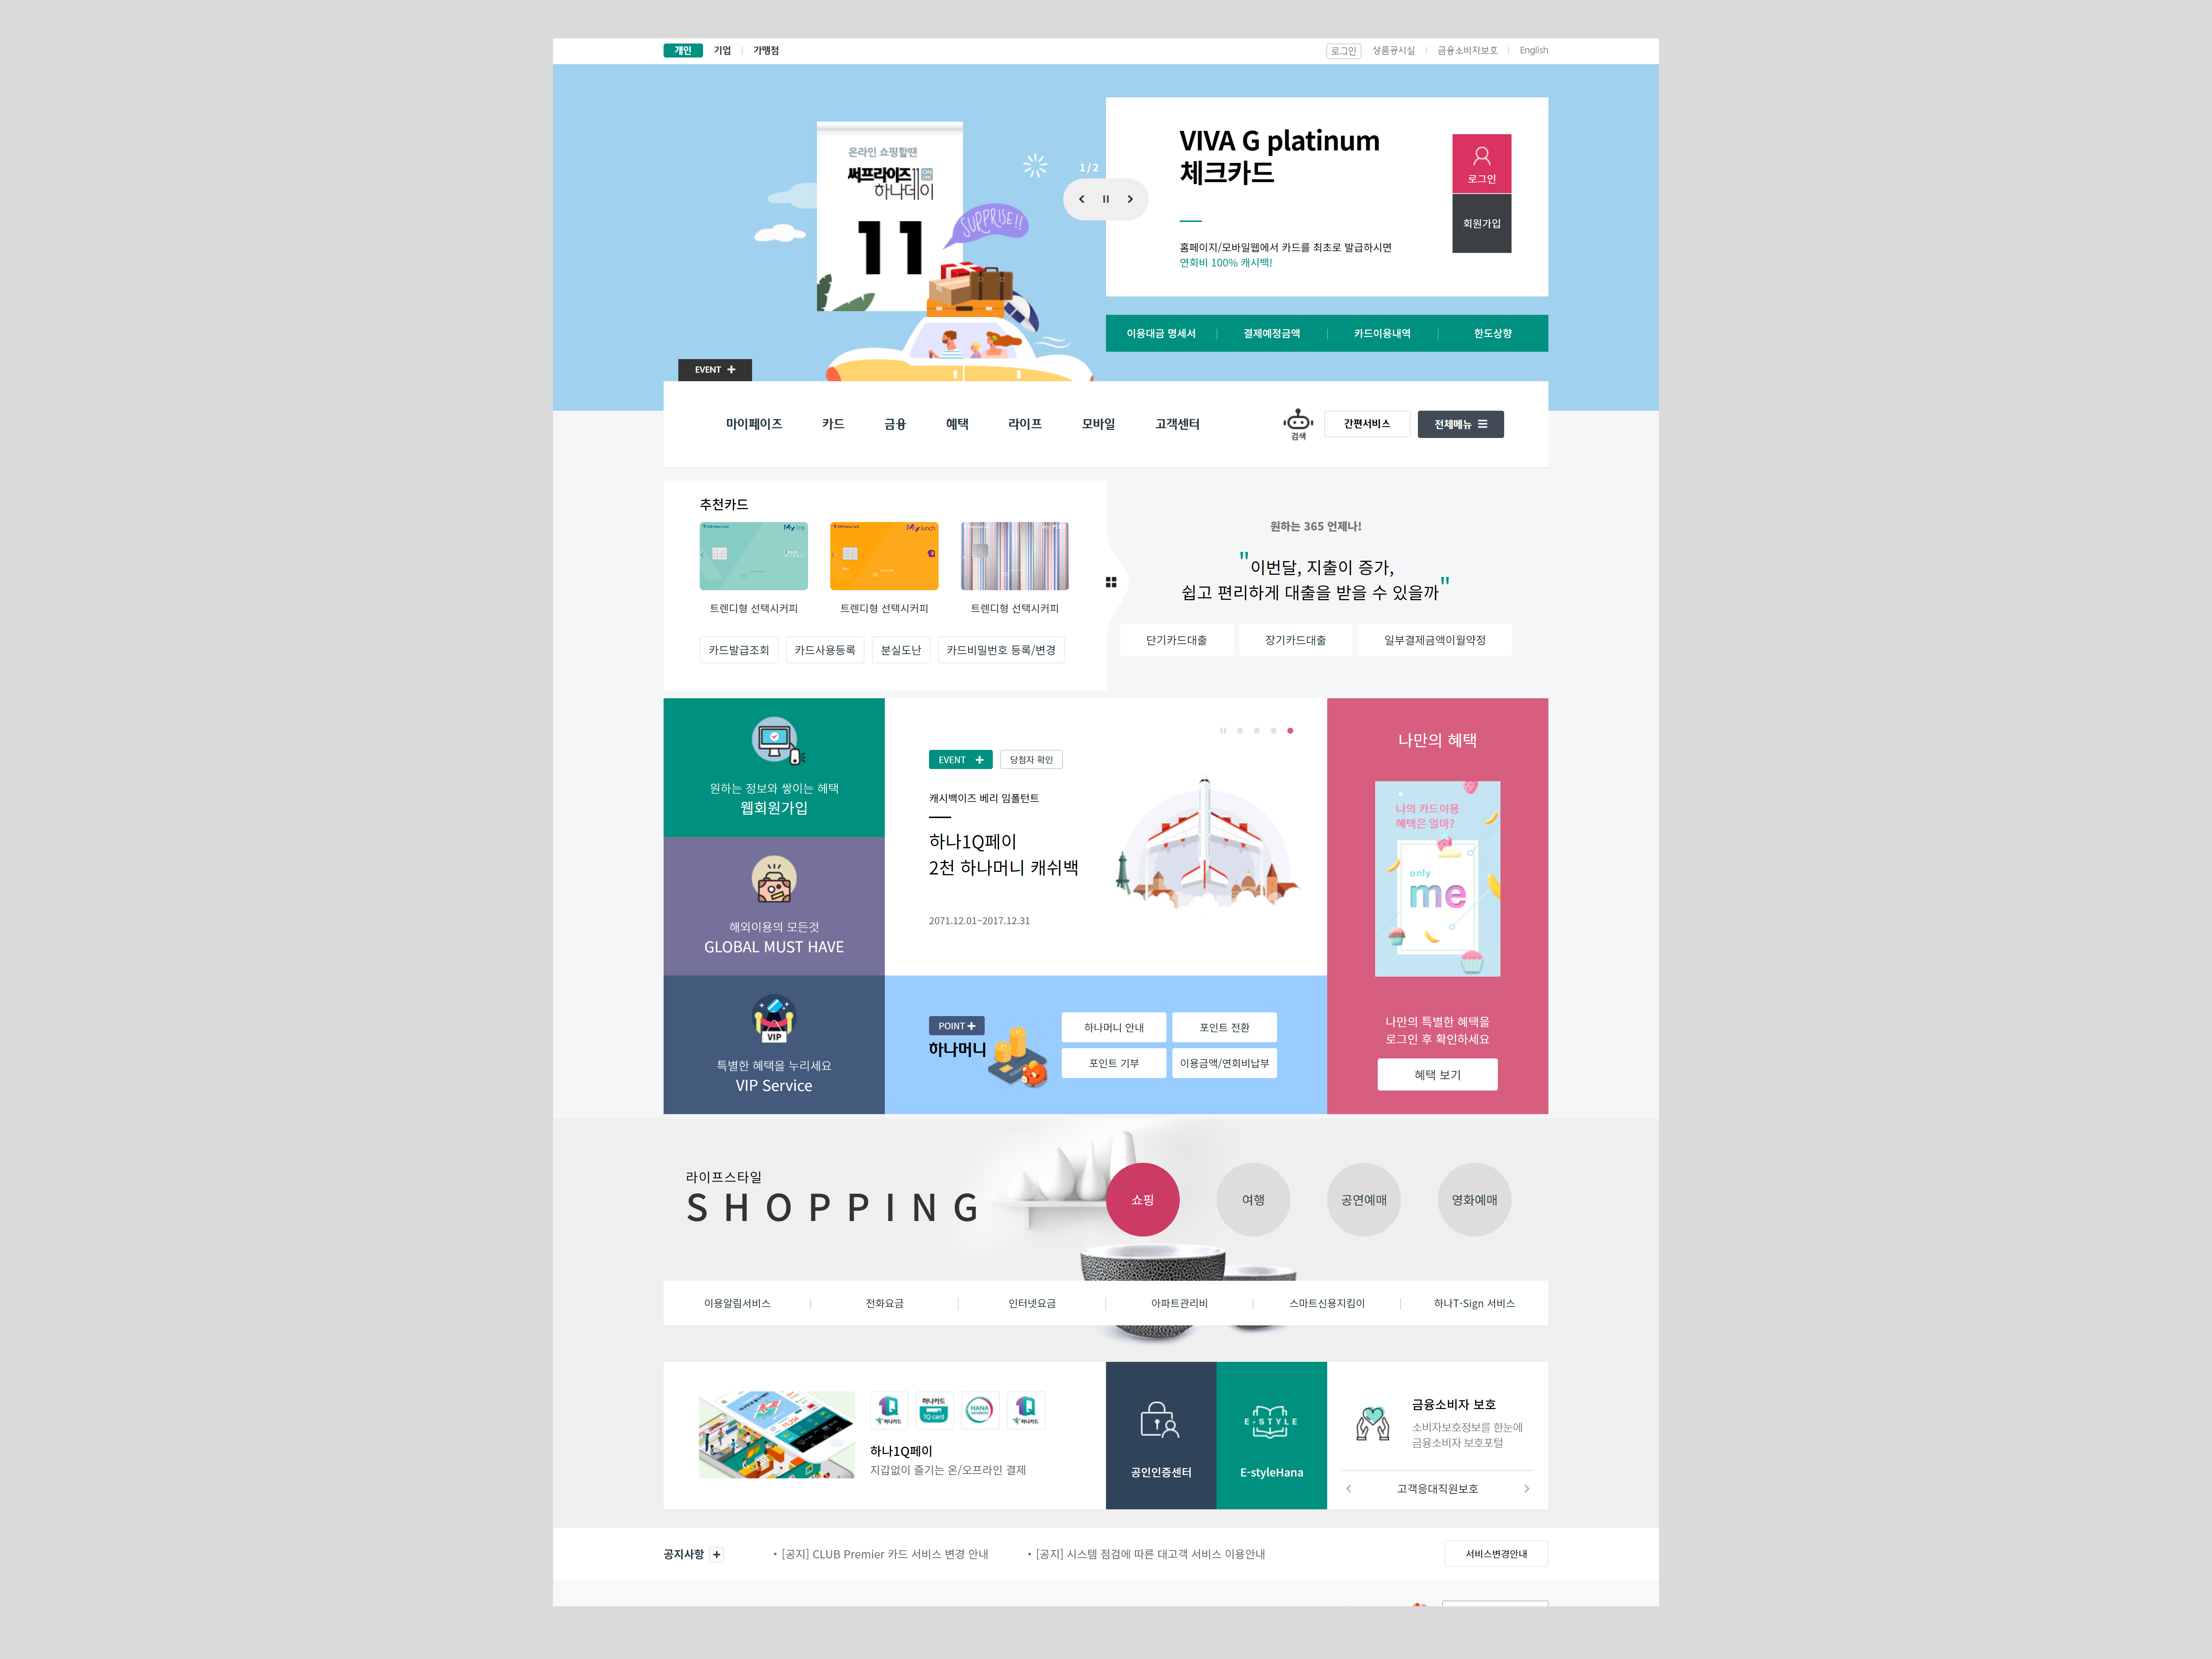 개인
기업
가맹점
로그인
상품공시실
금융소비자보호
English
온라인 쇼핑할땐
써프라이즈
ON LINE
하나데이
11
SURPRISE!!
1 / 2
VIVA G platinum
체크카드
홈페이지/모바일웹에서 카드를 최초로 발급하시면
연회비 100% 캐시백!
로그인
회원가입
이용대금 명세서
결제예정금액
카드이용내역
한도상향
EVENT
마이페이즈
카드
금융
혜택
라이프
모바일
고객센터
검색
간편서비스
전체메뉴
추천카드
My Trip
My Lunch
트렌디형 선택시커피
트렌디형 선택시커피
트렌디형 선택시커피
카드발급조회
카드사용등록
분실도난
카드비밀번호 등록/변경
원하는 365 언제나!
"이번달, 지출이 증가,
쉽고 편리하게 대출을 받을 수 있을까"
단기카드대출
장기카드대출
일부결제금액이월약정
원하는 정보와 쌓이는 헤택
웹회원가입
해외이용의 모든것
GLOBAL MUST HAVE
VIP
특별한 혜택을 누리세요
VIP Service
EVENT
당첨자 확인
캐시백이즈 베리 임폴턴트
하나1Q페이
2천 하나머니 캐쉬백
2071.12.01~2017.12.31
POINT
하나머니
하나머니 안내
포인트 전환
포인트 기부
이용금액/연회비납부
나만의 혜택
나의 카드이용
혜택은 얼마?
only
me
나만의 특별한 혜택을
로그인 후 확인하세요
혜택 보기
라이프스타일
SHOPPING
쇼핑
여행
공연예매
영화예매
이용알림서비스
전화요금
인터넷요금
아파트관리비
스마트신용지킴이
하나T-Sign 서비스
1Q
하나카드
하나카드
1Q card
HANA
MEMBERS
1Q
하나카드
하나1Q페이
지갑없이 즐기는 온/오프라인 결제
공인인증센터
E-STYLE
E-styleHana
금융소비자 보호
소비자보호정보를 한눈에
금융소비자 보호포털
고객응대직원보호
공지사항
· [공지] CLUB Premier 카드 서비스 변경 안내
· [공지] 시스템 점검에 따른 대고객 서비스 이용안내
서비스변경안내